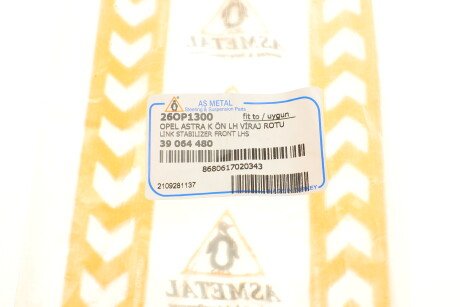 ASMETAL
AS METAL
Steering & Suspension Parts
26OP1300 fit to / uygun
OPEL ASTRA K ÖN LH VİRAJ ROTU
LINK STABILIZER FRONT LHS
39 064 480
8680617020343
2109281137
ASMETAL